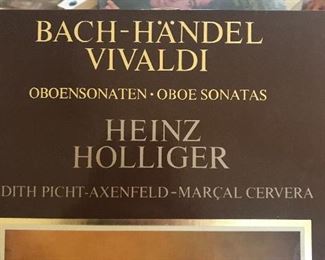 BACH-HÄNDEL
VIVALDI
OBOENSONATEN · OBOE SONATAS
HEINZ
HOLLIGER
DITH PICHT-AXENFELD-MARÇAL CERVERA